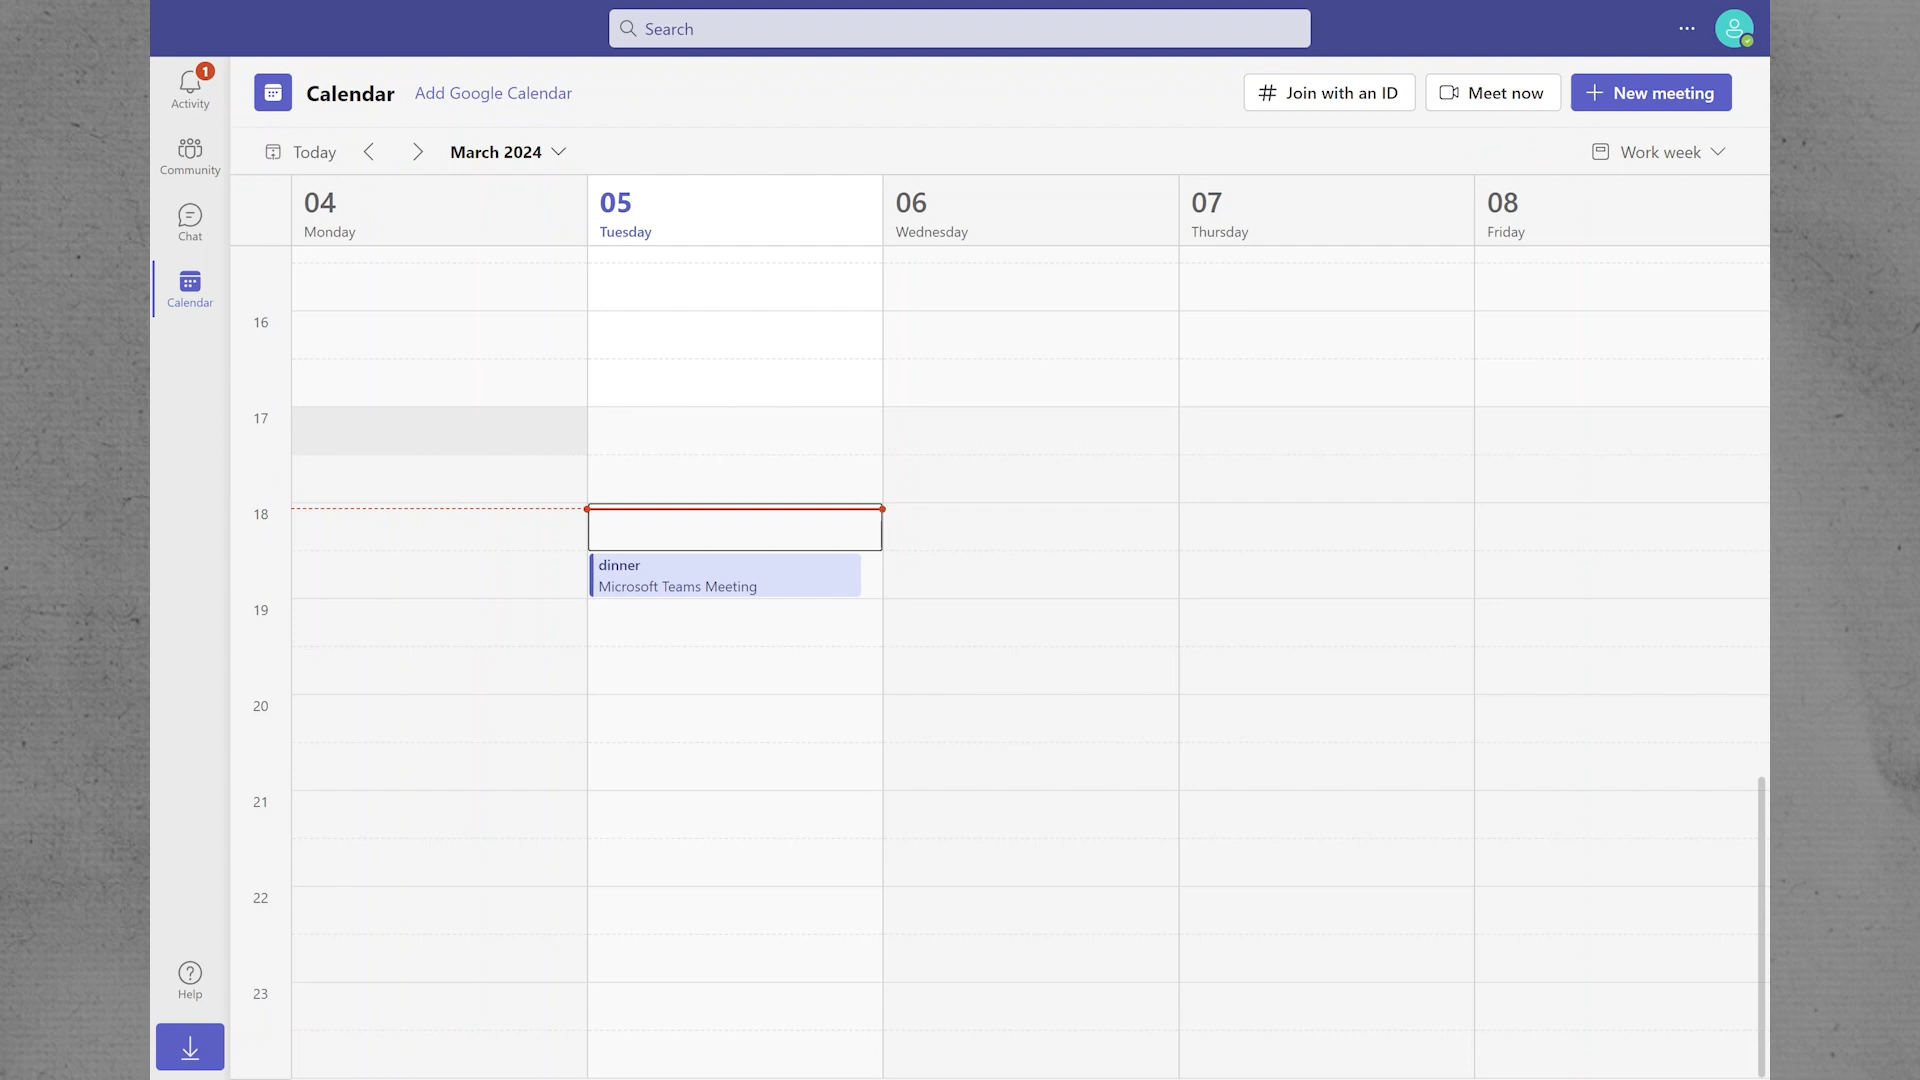 Search
1
Activity
Community
Chat
Calendar
Help
Calendar
Add Google Calendar
Join with an ID
Meet now
New meeting
Today
March 2024
Work week
04
Monday
05
Tuesday
06
Wednesday
07
Thursday
08
Friday
16
17
18
dinner
Microsoft Teams Meeting
19
20
21
22
23